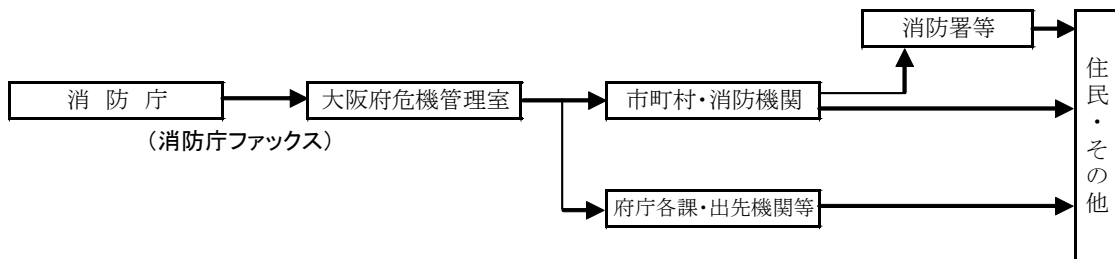 消防署等
消 防 庁
大阪府危機管理室
市町村・消防機関
（消防庁ファックス）
府庁各課・出先機関等
住民・その他